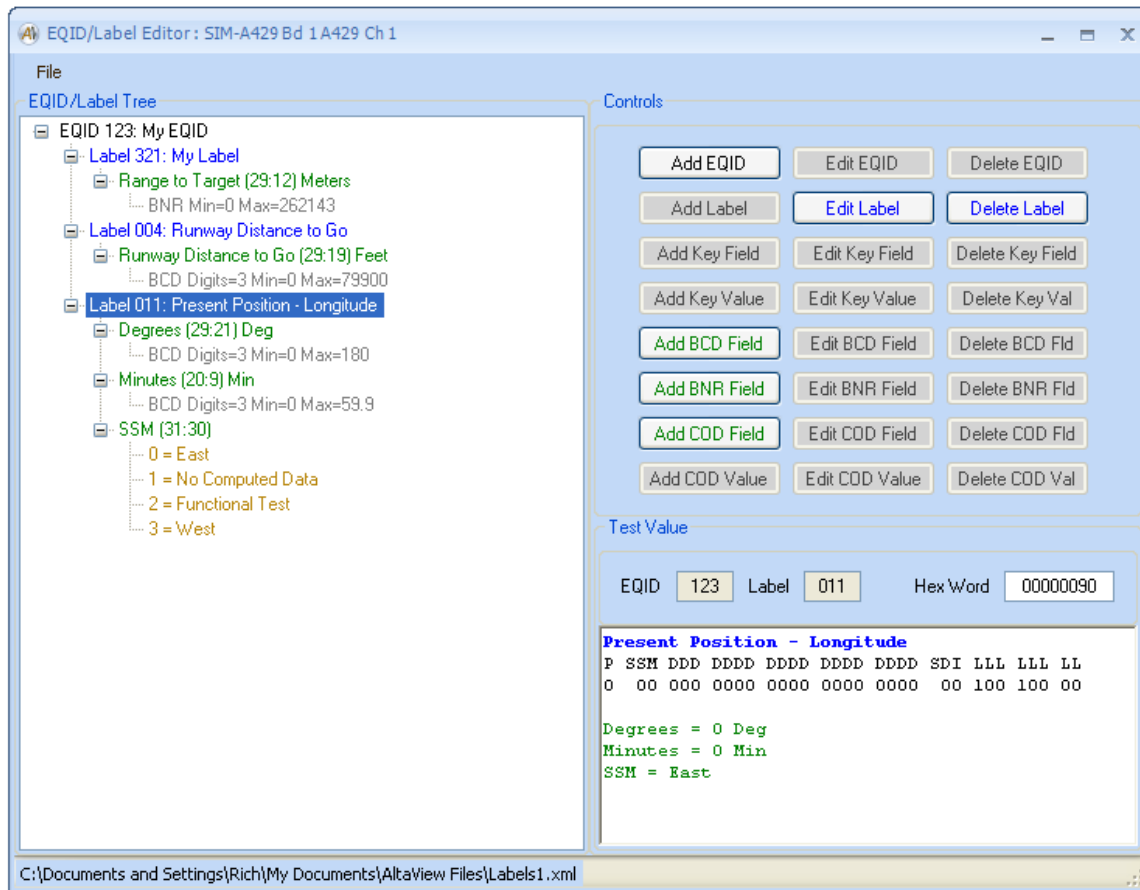 EQID/Label Editor : SIM-A429 Bd 1 A429 Ch 1
File
EQID/Label Tree
EQID 123: My EQID
Label 321: My Label
Range to Target (29:12) Meters
BNR Min=0 Max=262143
Label 004: Runway Distance to Go
Runway Distance to Go (29:19) Feet
BCD Digits=3 Min=0 Max=79900
Label 011: Present Position - Longitude
Degrees (29:21) Deg
BCD Digits=3 Min=0 Max=180
Minutes (20:9) Min
BCD Digits=3 Min=0 Max=59.9
SSM (31:30)
0 = East
1 = No Computed Data
2 = Functional Test
3 = West
Controls
Add EQID Edit EQID Delete EQID
Add Label Edit Label Delete Label
Add Key Field Edit Key Field Delete Key Field
Add Key Value Edit Key Value Delete Key Val
Add BCD Field Edit BCD Field Delete BCD Fld
Add BNR Field Edit BNR Field Delete BNR Fld
Add COD Field Edit COD Field Delete COD Fld
Add COD Value Edit COD Value Delete COD Val
Test Value
EQID 123 Label 011 Hex Word 00000090
Present Position - Longitude
P SSM DDD DDDD DDDD DDDD DDDD SDI LLL LLL LL
0 00 000 0000 0000 0000 0000 00 100 100 00
Degrees = 0 Deg
Minutes = 0 Min
SSM = East
C:\Documents and Settings\Rich\My Documents\AltaView Files\Labels1.xml